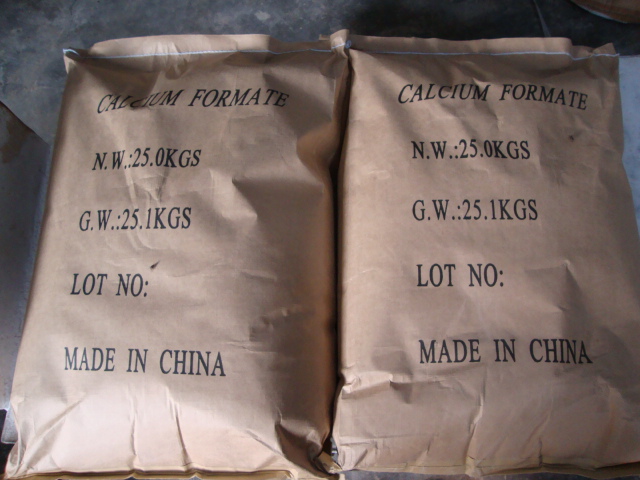 CALCIUM FORMATE
N.W.:25.0KGS
G.W.:25.1KGS
LOT NO:
MADE IN CHINA
CALCIUM FORMATE
N.W.:25.0KGS
G.W.:25.1KGS
LOT NO:
MADE IN CHINA